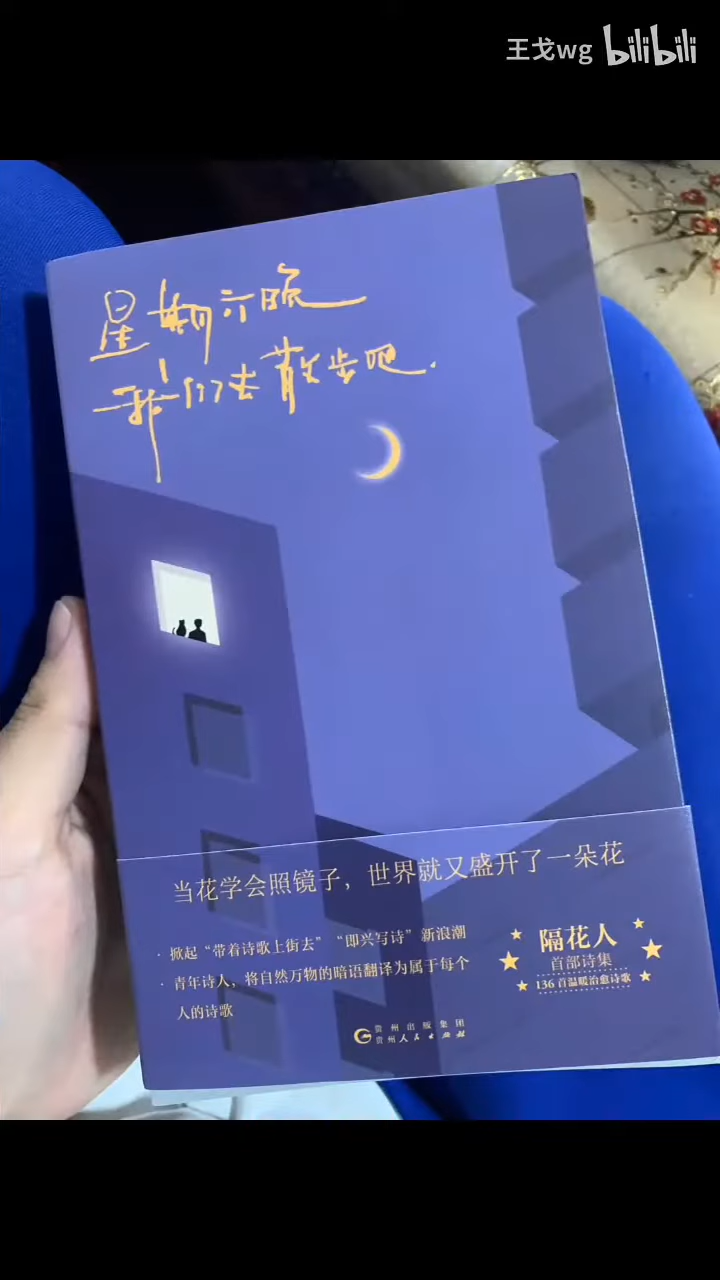 王戈wg bilibili
星期六晚
我们去散步吧.
当花学会照镜子，世界就又盛开了一朵花
· 掀起“带着诗歌上街去”“即兴写诗”新浪潮
· 青年诗人，将自然万物的暗语翻译为属于每个
人的诗歌
隔花人
首部诗集
136 首温暖治愈诗歌
贵州出版集团
贵州人民出版社